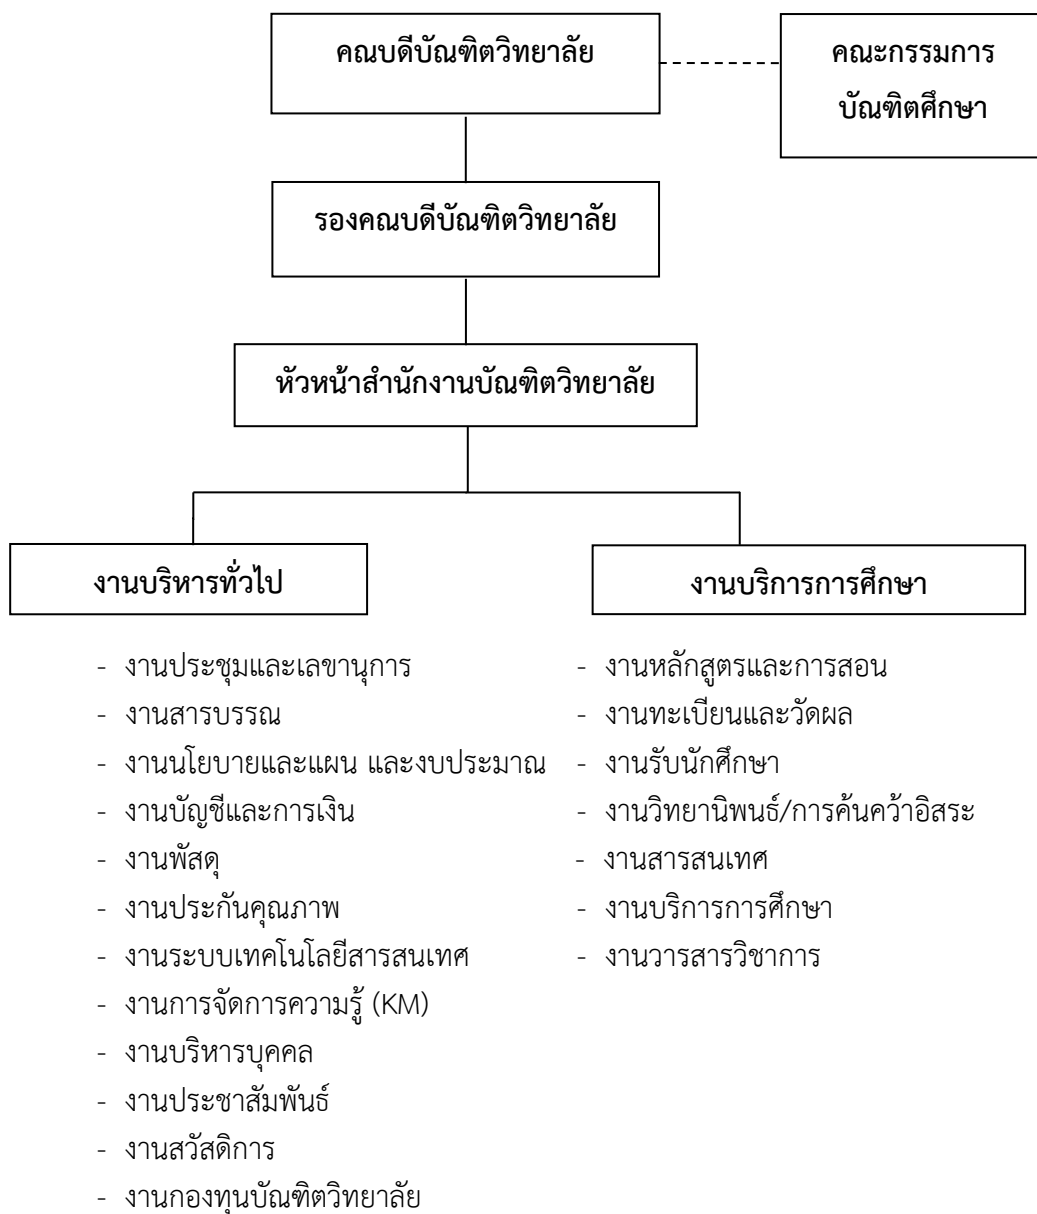 คณบดีบัณฑิตวิทยาลัย
คณะกรรมการ
บัณฑิตศึกษา
รองคณบดีบัณฑิตวิทยาลัย
หัวหน้าสำนักงานบัณฑิตวิทยาลัย
งานบริหารทั่วไป
- งานประชุมและเลขานุการ
- งานสารบรรณ
- งานนโยบายและแผน และงบประมาณ
- งานบัญชีและการเงิน
- งานพัสดุ
- งานประกันคุณภาพ
- งานระบบเทคโนโลยีสารสนเทศ
- งานการจัดการความรู้ (KM)
- งานบริหารบุคคล
- งานประชาสัมพันธ์
- งานสวัสดิการ
- งานกองทุนบัณฑิตวิทยาลัย
งานบริการการศึกษา
- งานหลักสูตรและการสอน
- งานทะเบียนและวัดผล
- งานรับนักศึกษา
- งานวิทยานิพนธ์/การค้นคว้าอิสระ
- งานสารสนเทศ
- งานบริการการศึกษา
- งานวารสารวิชาการ